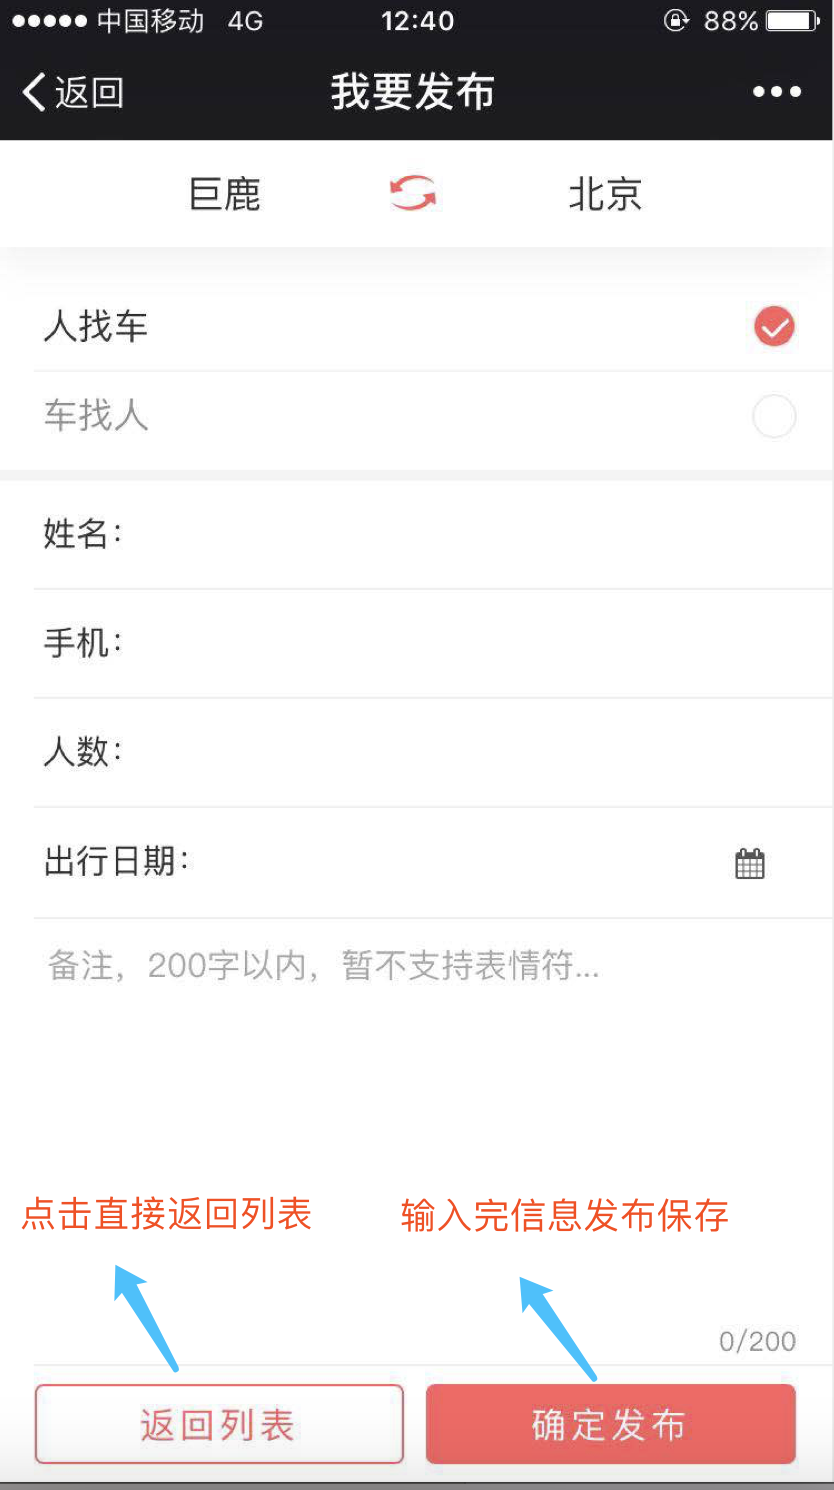 中国移动 4G 12:40 88%
返回 我要发布
巨鹿 北京
人找车
车找人
姓名：
手机：
人数：
出行日期：
备注，200字以内，暂不支持表情符...
点击直接返回列表 输入完信息发布保存
0/200
返回列表 确定发布